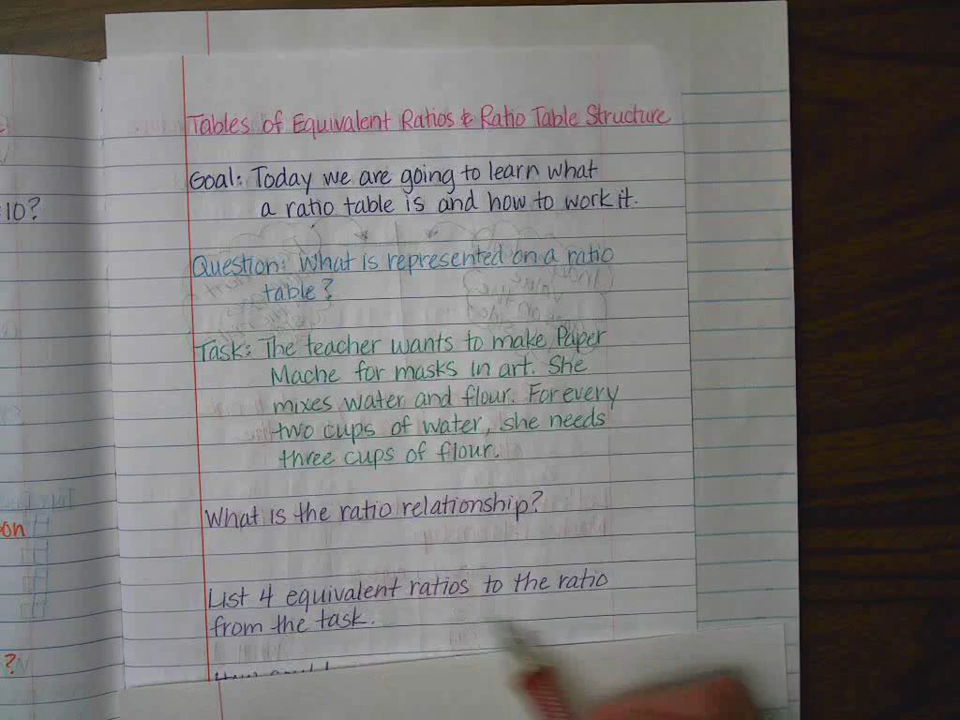 Tables of Equivalent Ratios & Ratio Table Structure
Goal: Today we are going to learn what
a ratio table is and how to work it.
:10?
Question: What is represented on a ratio
table?
Task: The teacher wants to make Paper
Mache for masks in art. She
mixes water and flour. For every
two cups of water, she needs
three cups of flour.
What is the ratio relationship?
on
List 4 equivalent ratios to the ratio
from the task.
?